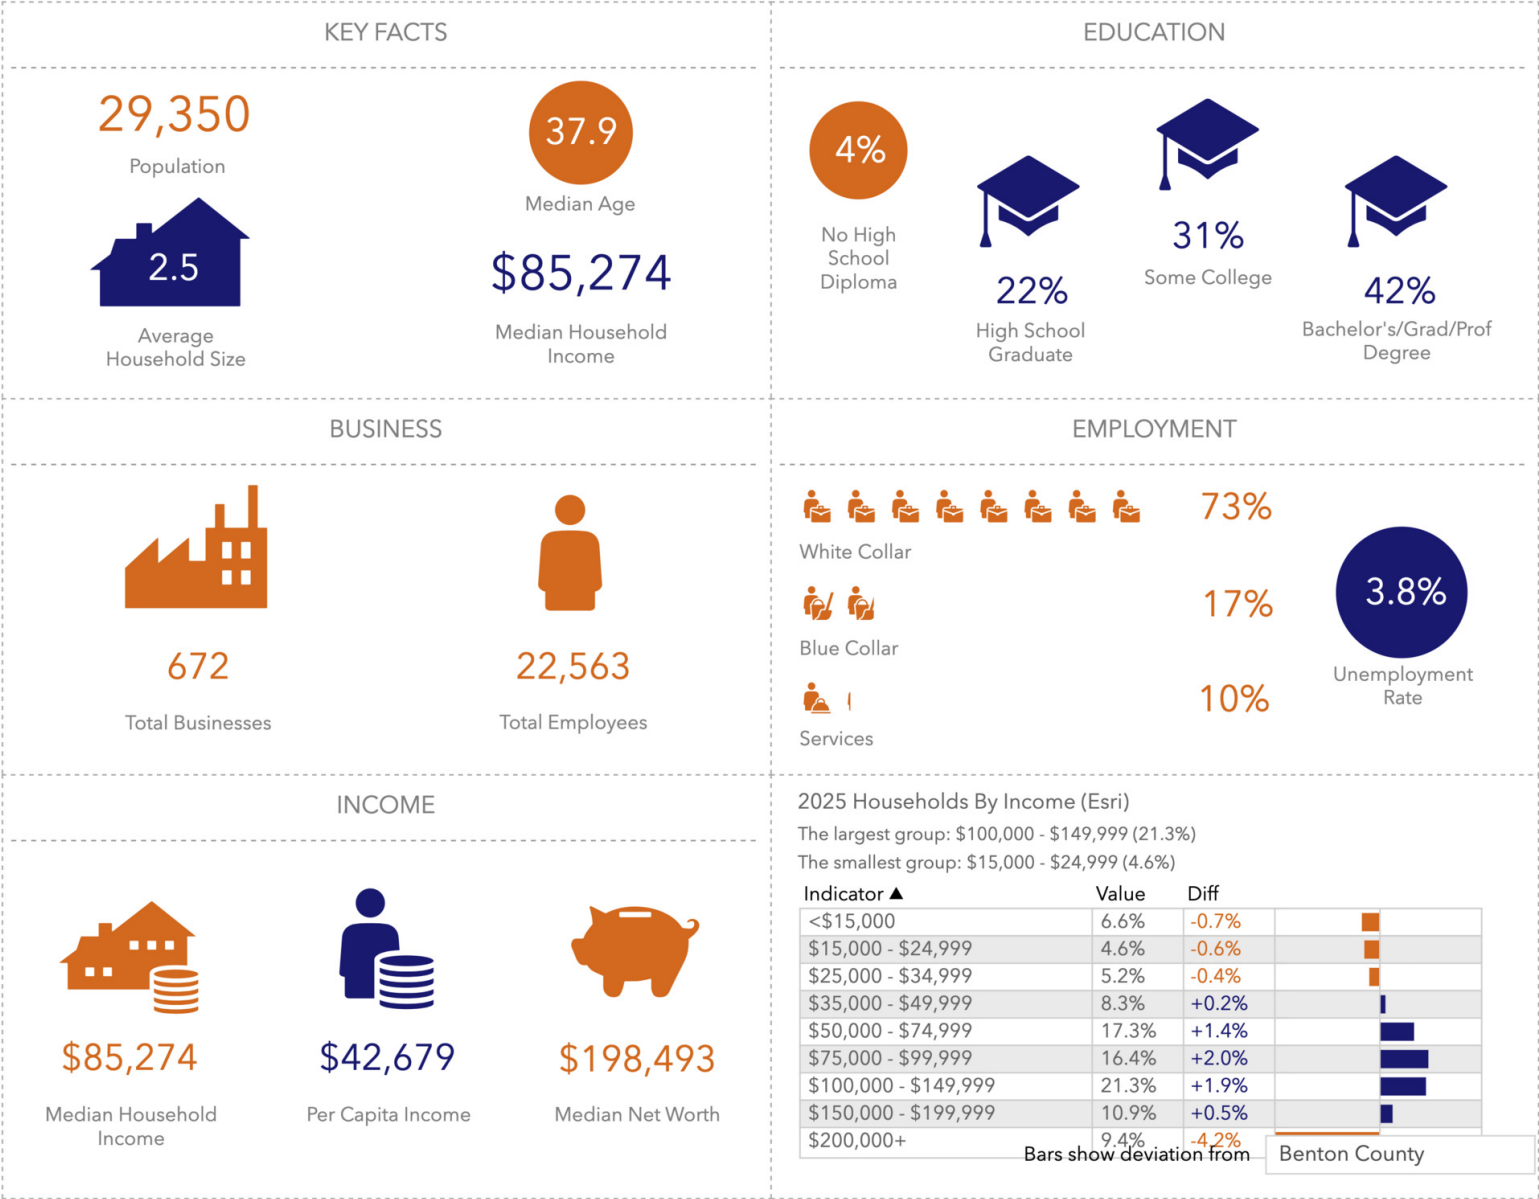 KEY FACTS
29,350
Population
37.9
Median Age
2.5
Average
Household Size
$85,274
Median Household
Income
EDUCATION
4%
No High
School
Diploma
22%
High School
Graduate
31%
Some College
42%
Bachelor's/Grad/Prof
Degree
BUSINESS
672
Total Businesses
22,563
Total Employees
EMPLOYMENT
73%
White Collar
17%
Blue Collar
10%
Services
3.8%
Unemployment
Rate
INCOME
$85,274
Median Household
Income
$42,679
Per Capita Income
$198,493
Median Net Worth
2025 Households By Income (Esri)
The largest group: $100,000 - $149,999 (21.3%)
The smallest group: $15,000 - $24,999 (4.6%)
Indicator ▲ Value Diff
<$15,000 6.6% -0.7%
$15,000 - $24,999 4.6% -0.6%
$25,000 - $34,999 5.2% -0.4%
$35,000 - $49,999 8.3% +0.2%
$50,000 - $74,999 17.3% +1.4%
$75,000 - $99,999 16.4% +2.0%
$100,000 - $149,999 21.3% +1.9%
$150,000 - $199,999 10.9% +0.5%
$200,000+ 9.4% -4.2%
Bars show deviation from Benton County